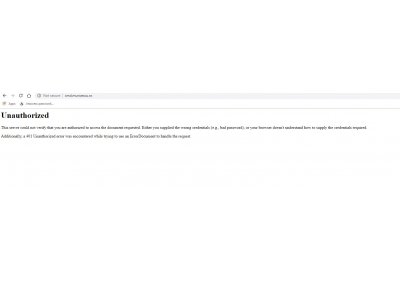 Not secure
Apps
Unauthorized
This server could not verify that you are authorized to access the document requested. Either you supplied the wrong credentials (e.g., bad password), or your browser doesn't understand how to supply the credentials required.
Additionally, a 401 Unauthorized error was encountered while trying to use an ErrorDocument to handle the request.